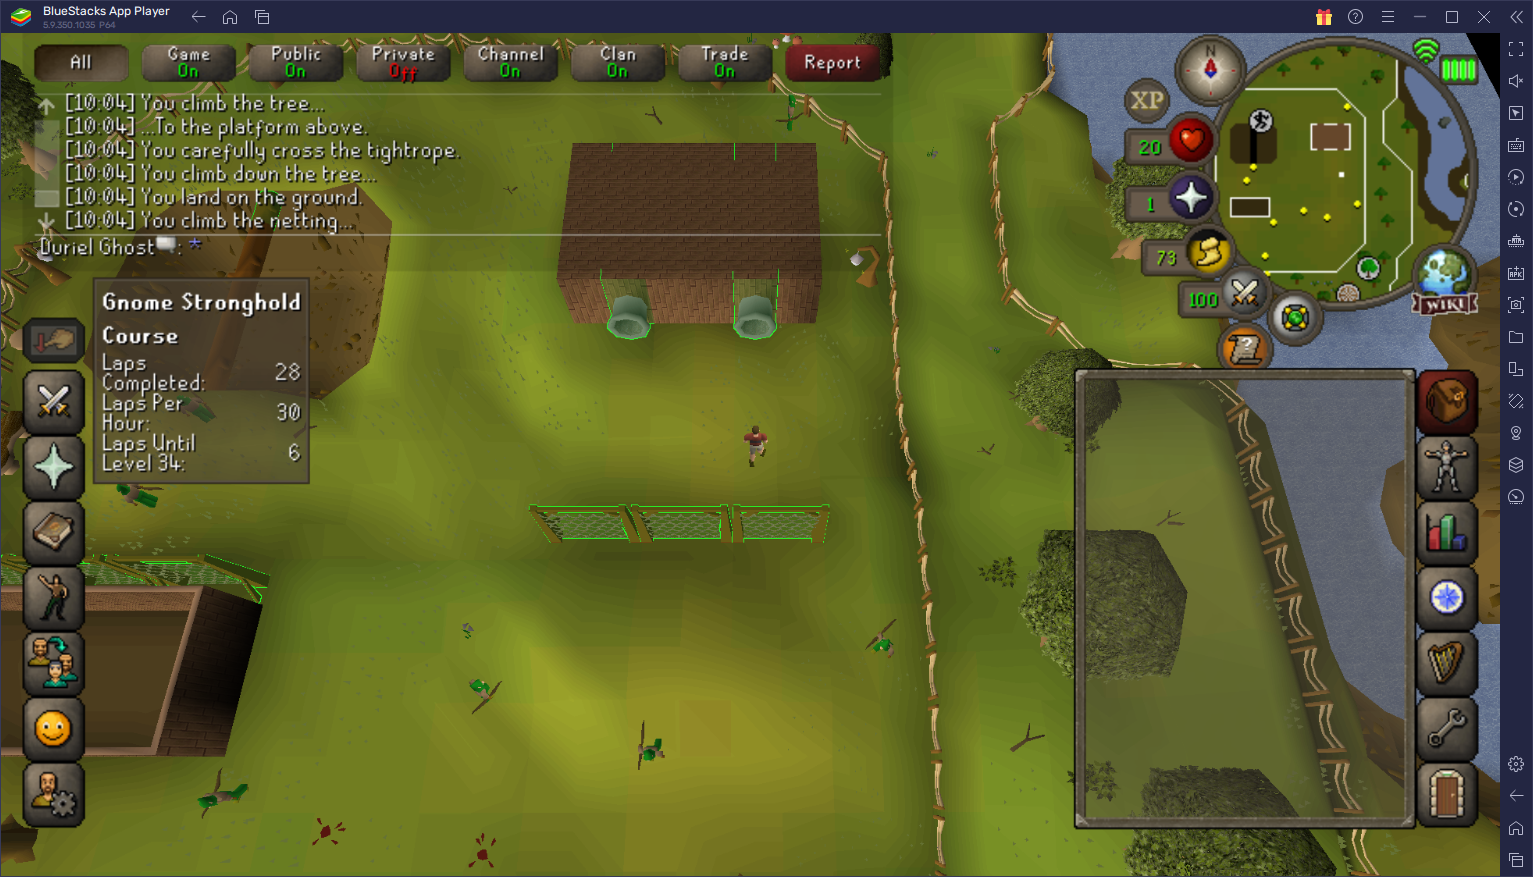 BlueStacks App Player
5.9.350.1035 P64
All
Game
On
Public
On
Private
Off
Channel
On
Clan
On
Trade
On
Report
[10:04] You climb the tree...
[10:04] ...To the platform above.
[10:04] You carefully cross the tightrope.
[10:04] You climb down the tree...
[10:04] You land on the ground.
[10:04] You climb the netting...
Duriel Ghost: *
Gnome Stronghold
Course
Laps
Completed: 28
Laps Per
Hour: 30
Laps Until
Level 34: 6
N
XP
20
1
73
100
WIKI